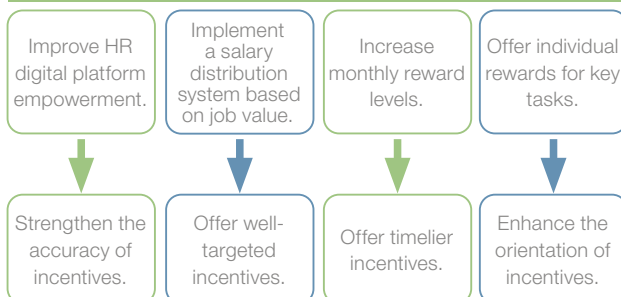 Improve HR
digital platform
empowerment.
Implement
a salary
distribution
system based
on job value.
Increase
monthly reward
levels.
Offer individual
rewards for key
tasks.
Strengthen the
accuracy of
incentives.
Offer well-
targeted
incentives.
Offer timelier
incentives.
Enhance the
orientation of
incentives.